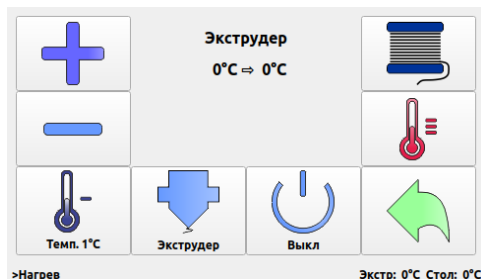 Экструдер
0°C ⇨ 0°C
Темп. 1°C
Экструдер
Выкл
>Нагрев
Экстр: 0°C Стол: 0°C